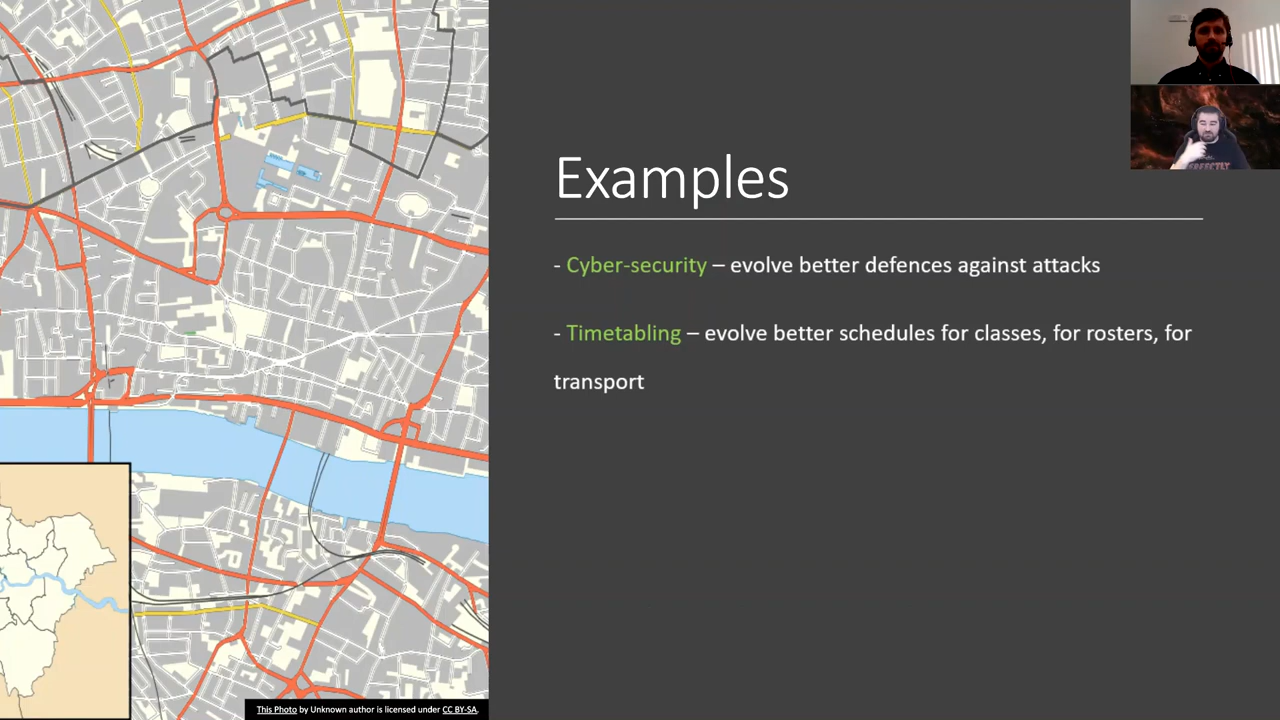 Examples
- Cyber-security – evolve better defences against attacks
- Timetabling – evolve better schedules for classes, for rosters, for
transport
This Photo by Unknown author is licensed under CC BY-SA.